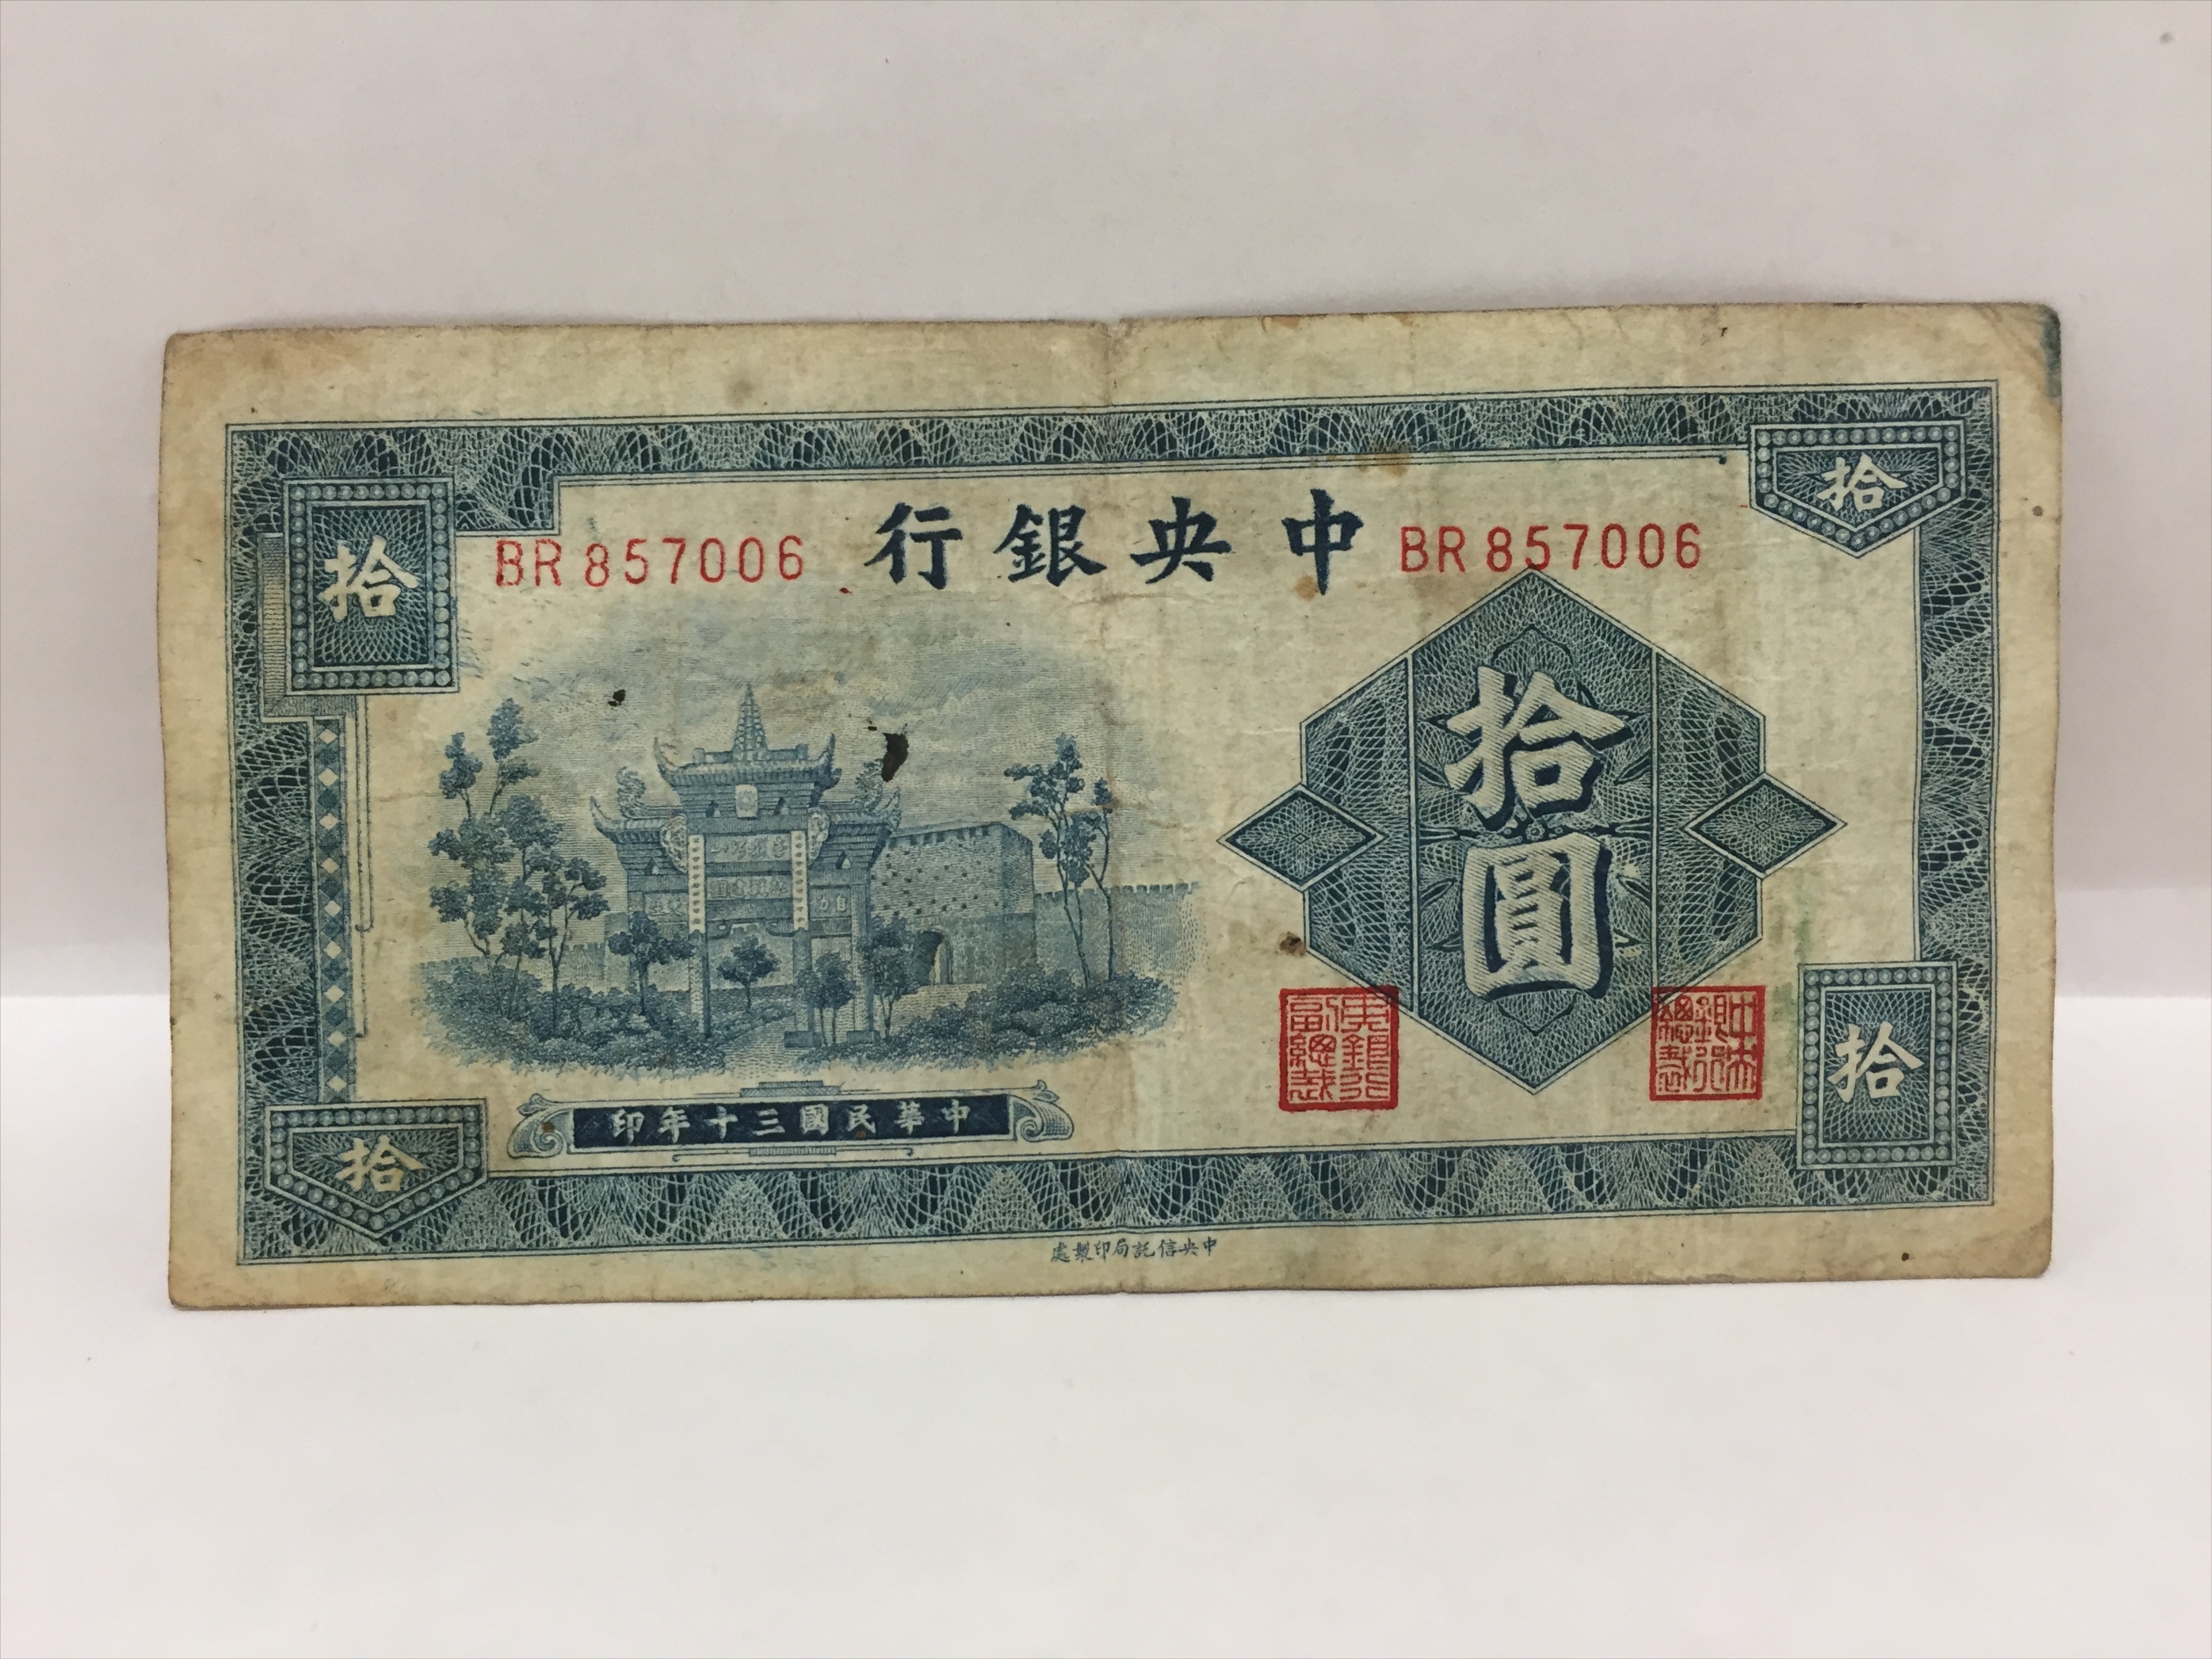 中央銀行
BR 857006
BR 857006
拾
拾
拾圓
中華民國三十年印
拾
拾
中央信託局印製處